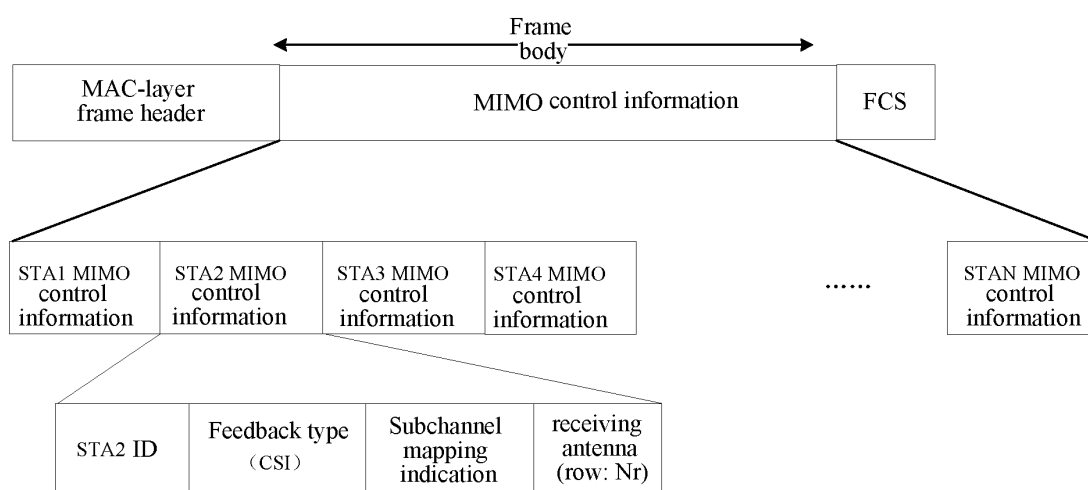 Frame
body
MAC-layer
frame header
MIMO control information
FCS
STA1 MIMO
control
information
STA2 MIMO
control
information
STA3 MIMO
control
information
STA4 MIMO
control
information
......
STAN MIMO
control
information
STA2 ID
Feedback type
（CSI）
Subchannel
mapping
indication
receiving
antenna
(row: Nr)